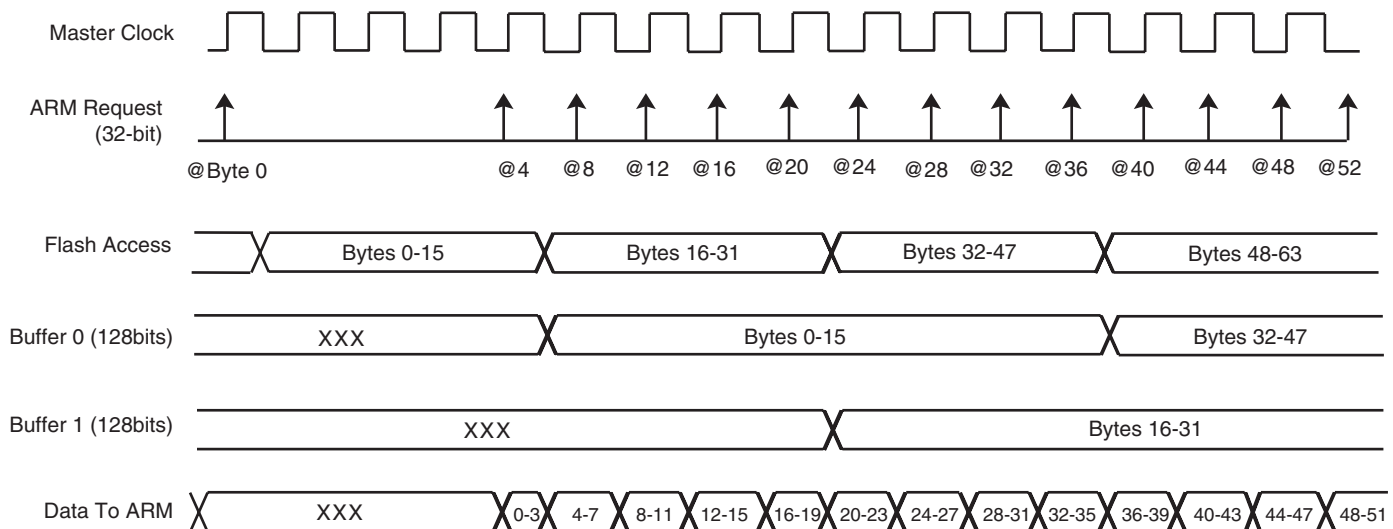 Master Clock
ARM Request
(32-bit)
@Byte 0 @4 @8 @12 @16 @20 @24 @28 @32 @36 @40 @44 @48 @52
Flash Access Bytes 0-15 Bytes 16-31 Bytes 32-47 Bytes 48-63
Buffer 0 (128bits) XXX Bytes 0-15 Bytes 32-47
Buffer 1 (128bits) XXX Bytes 16-31
Data To ARM XXX 0-3 4-7 8-11 12-15 16-19 20-23 24-27 28-31 32-35 36-39 40-43 44-47 48-51